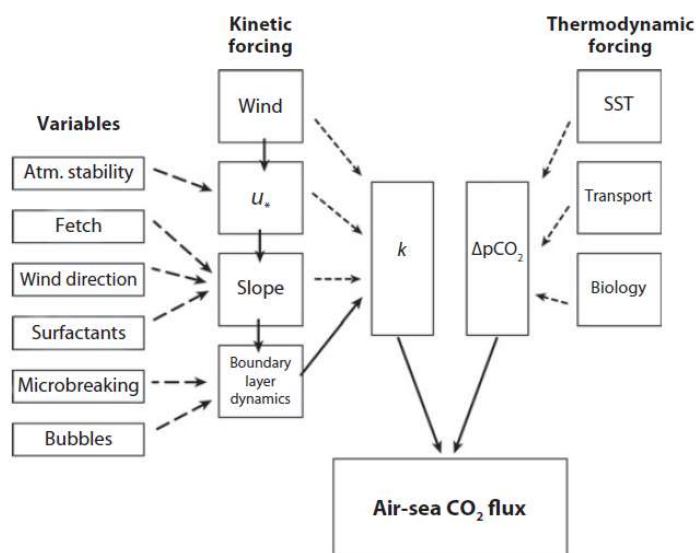 Kinetic
forcing
Thermodynamic
forcing
Variables
Wind
SST
Atm. stability
u*
Transport
Fetch
k
ΔpCO₂
Wind direction
Slope
Biology
Surfactants
Boundary
layer
dynamics
Microbreaking
Bubbles
Air-sea CO₂ flux